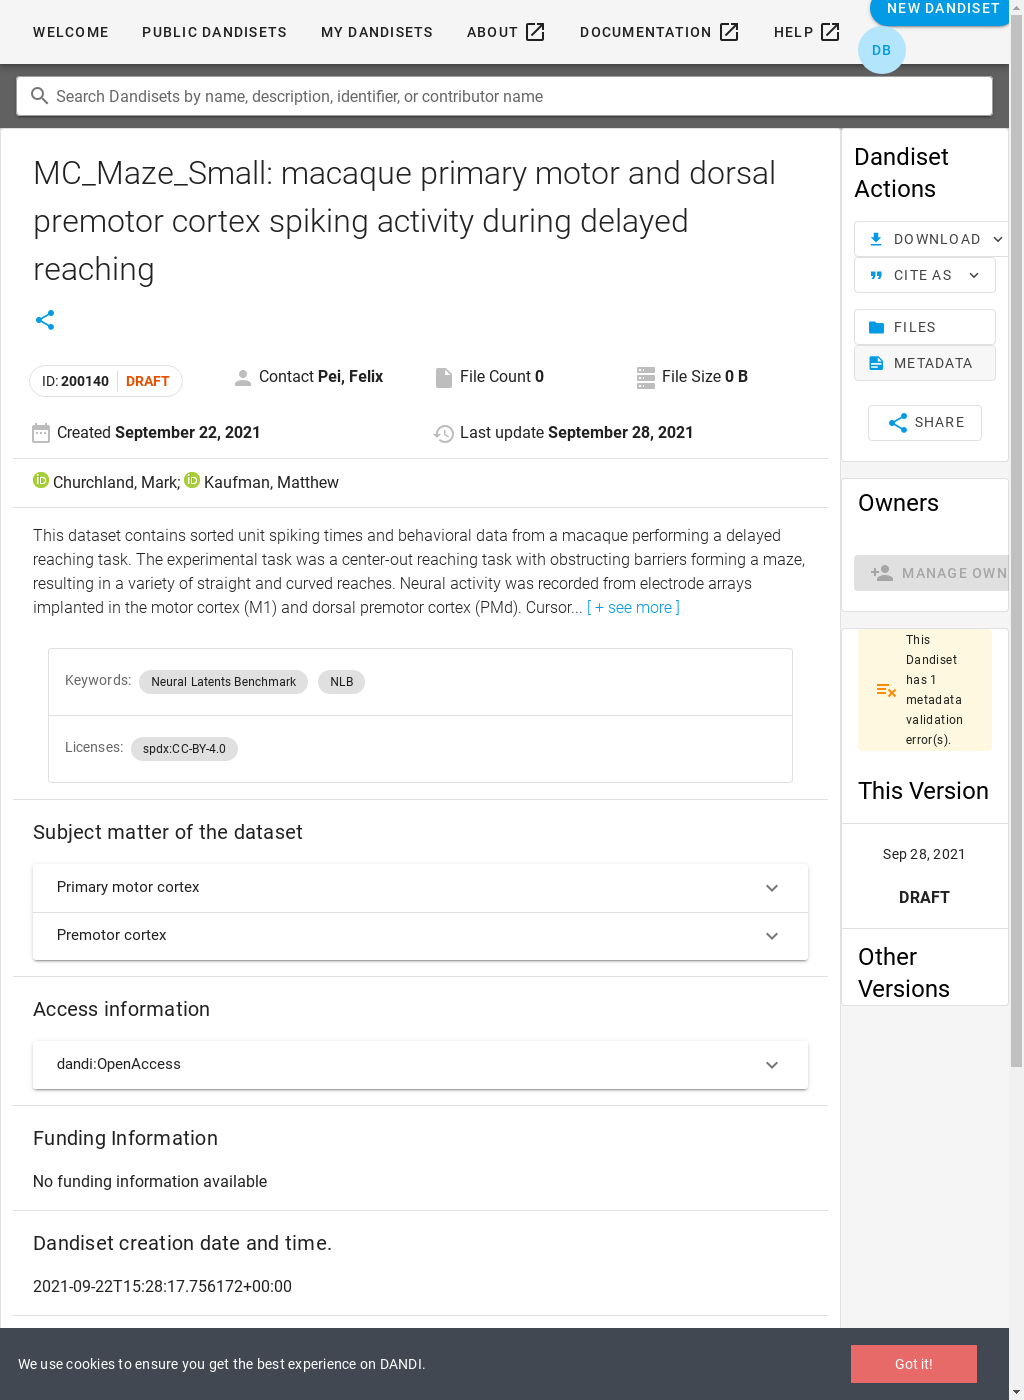 WELCOME PUBLIC DANDISETS MY DANDISETS ABOUT DOCUMENTATION HELP NEW DANDISET
DB
Search Dandisets by name, description, identifier, or contributor name
MC_Maze_Small: macaque primary motor and dorsal
premotor cortex spiking activity during delayed
reaching
ID: 200140 DRAFT
Contact Pei, Felix
File Count 0
File Size 0 B
Created September 22, 2021
Last update September 28, 2021
iD Churchland, Mark; iD Kaufman, Matthew
This dataset contains sorted unit spiking times and behavioral data from a macaque performing a delayed
reaching task. The experimental task was a center-out reaching task with obstructing barriers forming a maze,
resulting in a variety of straight and curved reaches. Neural activity was recorded from electrode arrays
implanted in the motor cortex (M1) and dorsal premotor cortex (PMd). Cursor... [ + see more ]
Keywords: Neural Latents Benchmark NLB
Licenses: spdx:CC-BY-4.0
Subject matter of the dataset
Primary motor cortex
Premotor cortex
Access information
dandi:OpenAccess
Funding Information
No funding information available
Dandiset creation date and time.
2021-09-22T15:28:17.756172+00:00
Dandiset
Actions
DOWNLOAD
CITE AS
FILES
METADATA
SHARE
Owners
MANAGE OWN
This
Dandiset
has 1
metadata
validation
error(s).
This Version
Sep 28, 2021
DRAFT
Other
Versions
We use cookies to ensure you get the best experience on DANDI.
Got it!